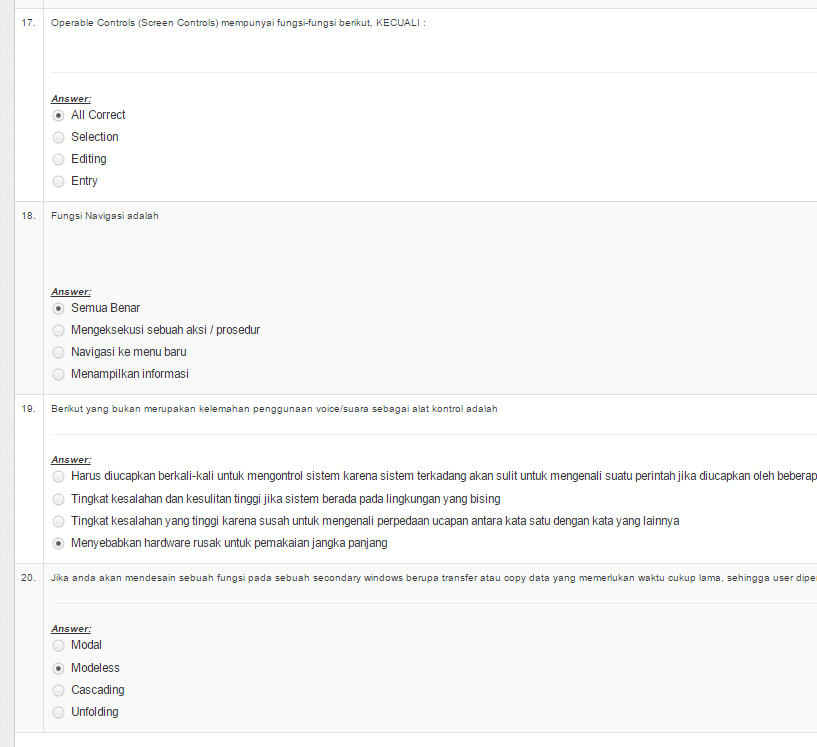 17. Operable Controls (Screen Controls) mempunyai fungsi-fungsi berikut, KECUALI :
Answer:
All Correct
Selection
Editing
Entry
18. Fungsi Navigasi adalah
Answer:
Semua Benar
Mengeksekusi sebuah aksi / prosedur
Navigasi ke menu baru
Menampilkan informasi
19. Berikut yang bukan merupakan kelemahan penggunaan voice/suara sebagai alat kontrol adalah
Answer:
Harus diucapkan berkali-kali untuk mengontrol sistem karena sistem terkadang akan sulit untuk mengenali suatu perintah jika diucapkan oleh beberap
Tingkat kesalahan dan kesulitan tinggi jika sistem berada pada lingkungan yang bising
Tingkat kesalahan yang tinggi karena susah untuk mengenali perpedaan ucapan antara kata satu dengan kata yang lainnya
Menyebabkan hardware rusak untuk pemakaian jangka panjang
20. Jika anda akan mendesain sebuah fungsi pada sebuah secondary windows berupa transfer atau copy data yang memerlukan waktu cukup lama, sehingga user dipe
Answer:
Modal
Modeless
Cascading
Unfolding